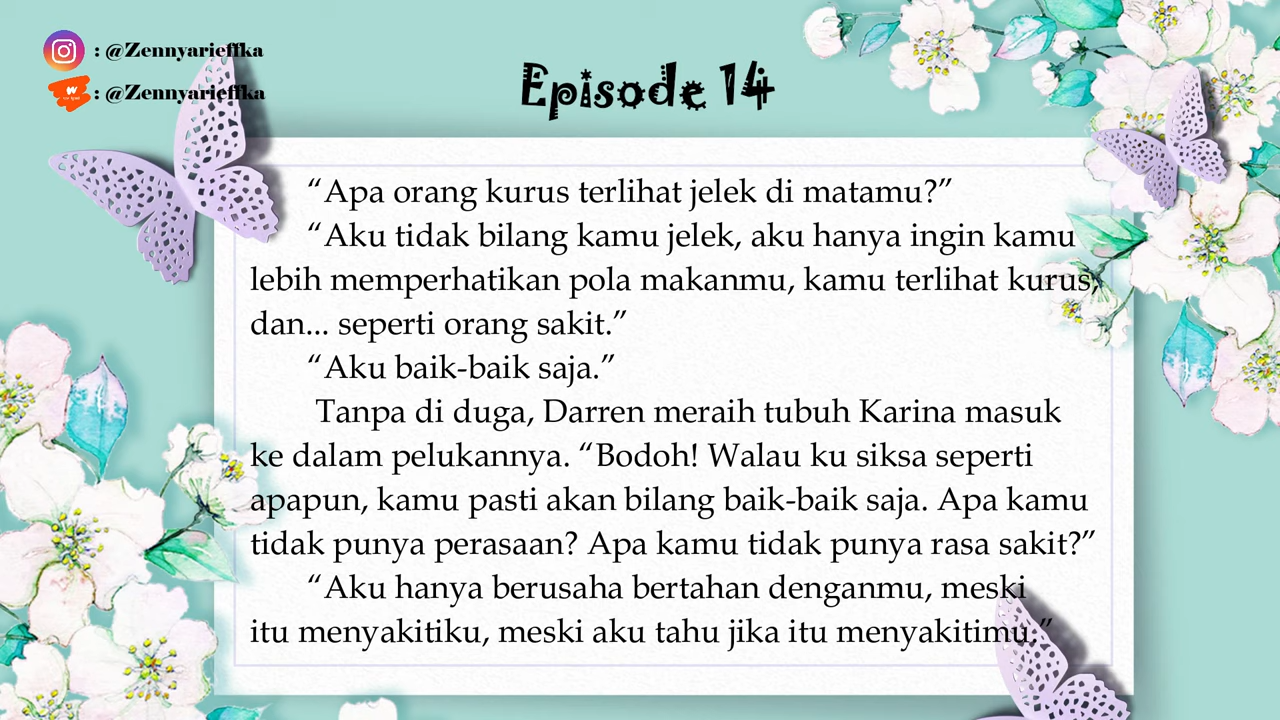 : @Zennyarieffka
: @Zennyarieffka
Episode 14
“Apa orang kurus terlihat jelek di matamu?”
“Aku tidak bilang kamu jelek, aku hanya ingin kamu
lebih memperhatikan pola makanmu, kamu terlihat kurus,
dan... seperti orang sakit.”
“Aku baik-baik saja.”
Tanpa di duga, Darren meraih tubuh Karina masuk
ke dalam pelukannya. “Bodoh! Walau ku siksa seperti
apapun, kamu pasti akan bilang baik-baik saja. Apa kamu
tidak punya perasaan? Apa kamu tidak punya rasa sakit?”
“Aku hanya berusaha bertahan denganmu, meski
itu menyakitiku, meski aku tahu jika itu menyakitimu.”